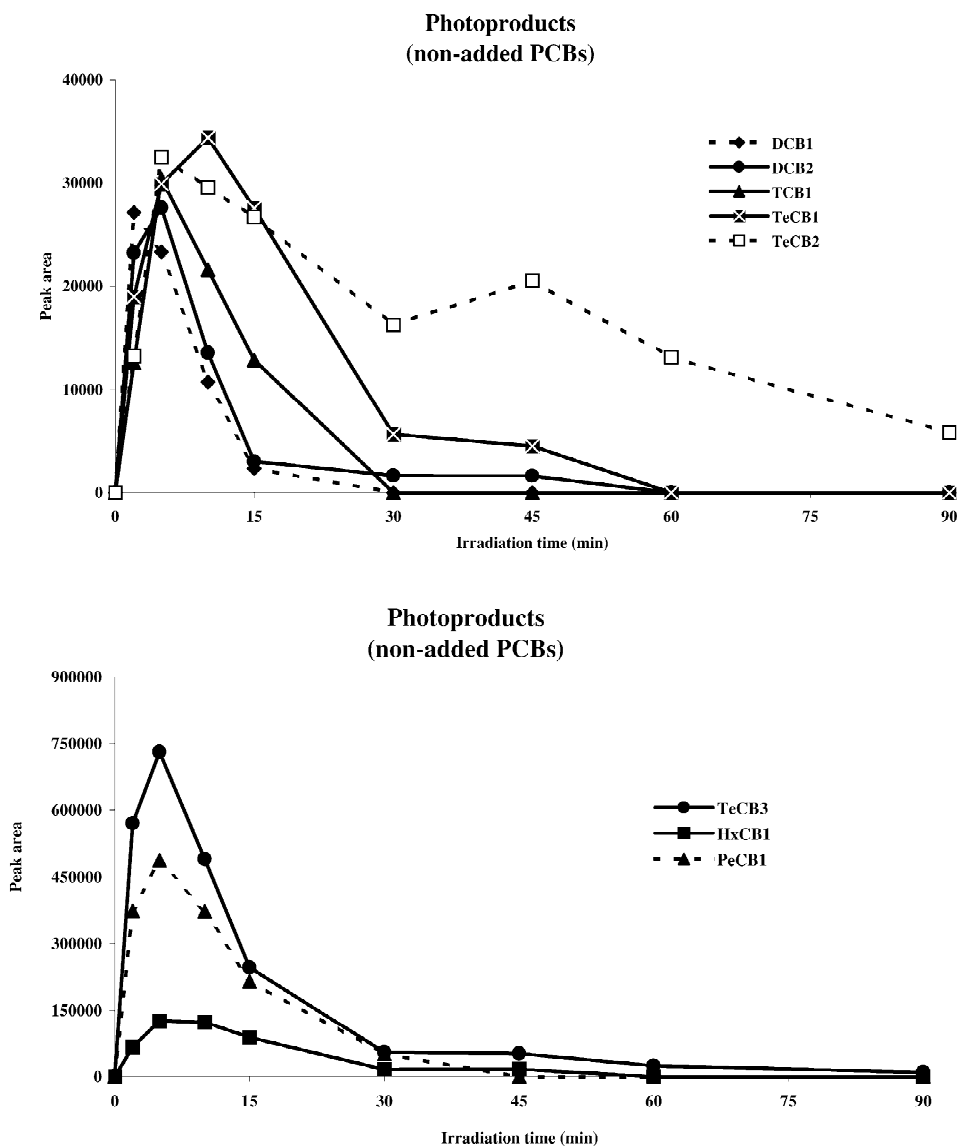 Photoproducts
(non-added PCBs)
40000
30000
20000
10000
0
Peak area
DCB1
DCB2
TCB1
TeCB1
TeCB2
0 15 30 45 60 75 90
Irradiation time (min)
Photoproducts
(non-added PCBs)
900000
750000
600000
450000
300000
150000
0
Peak area
TeCB3
HxCB1
PeCB1
0 15 30 45 60 75 90
Irradiation time (min)